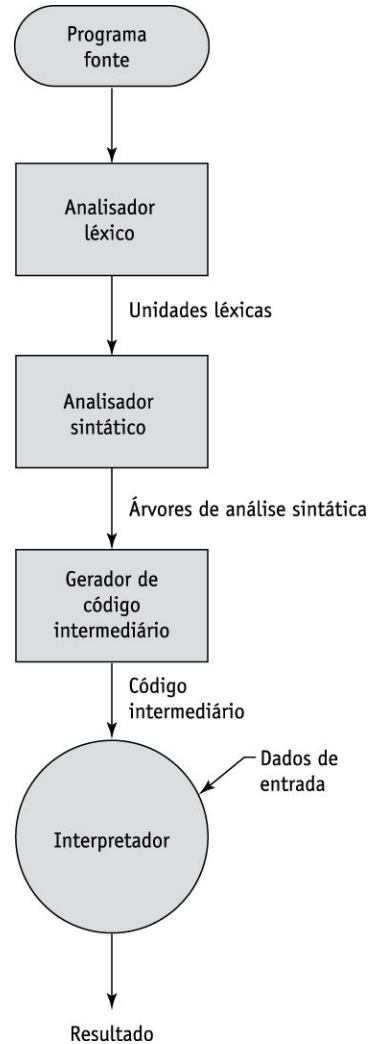 Programa
fonte
Analisador
léxico
Unidades léxicas
Analisador
sintático
Árvores de análise sintática
Gerador de
código
intermediário
Código
intermediário
Dados de
entrada
Interpretador
Resultado